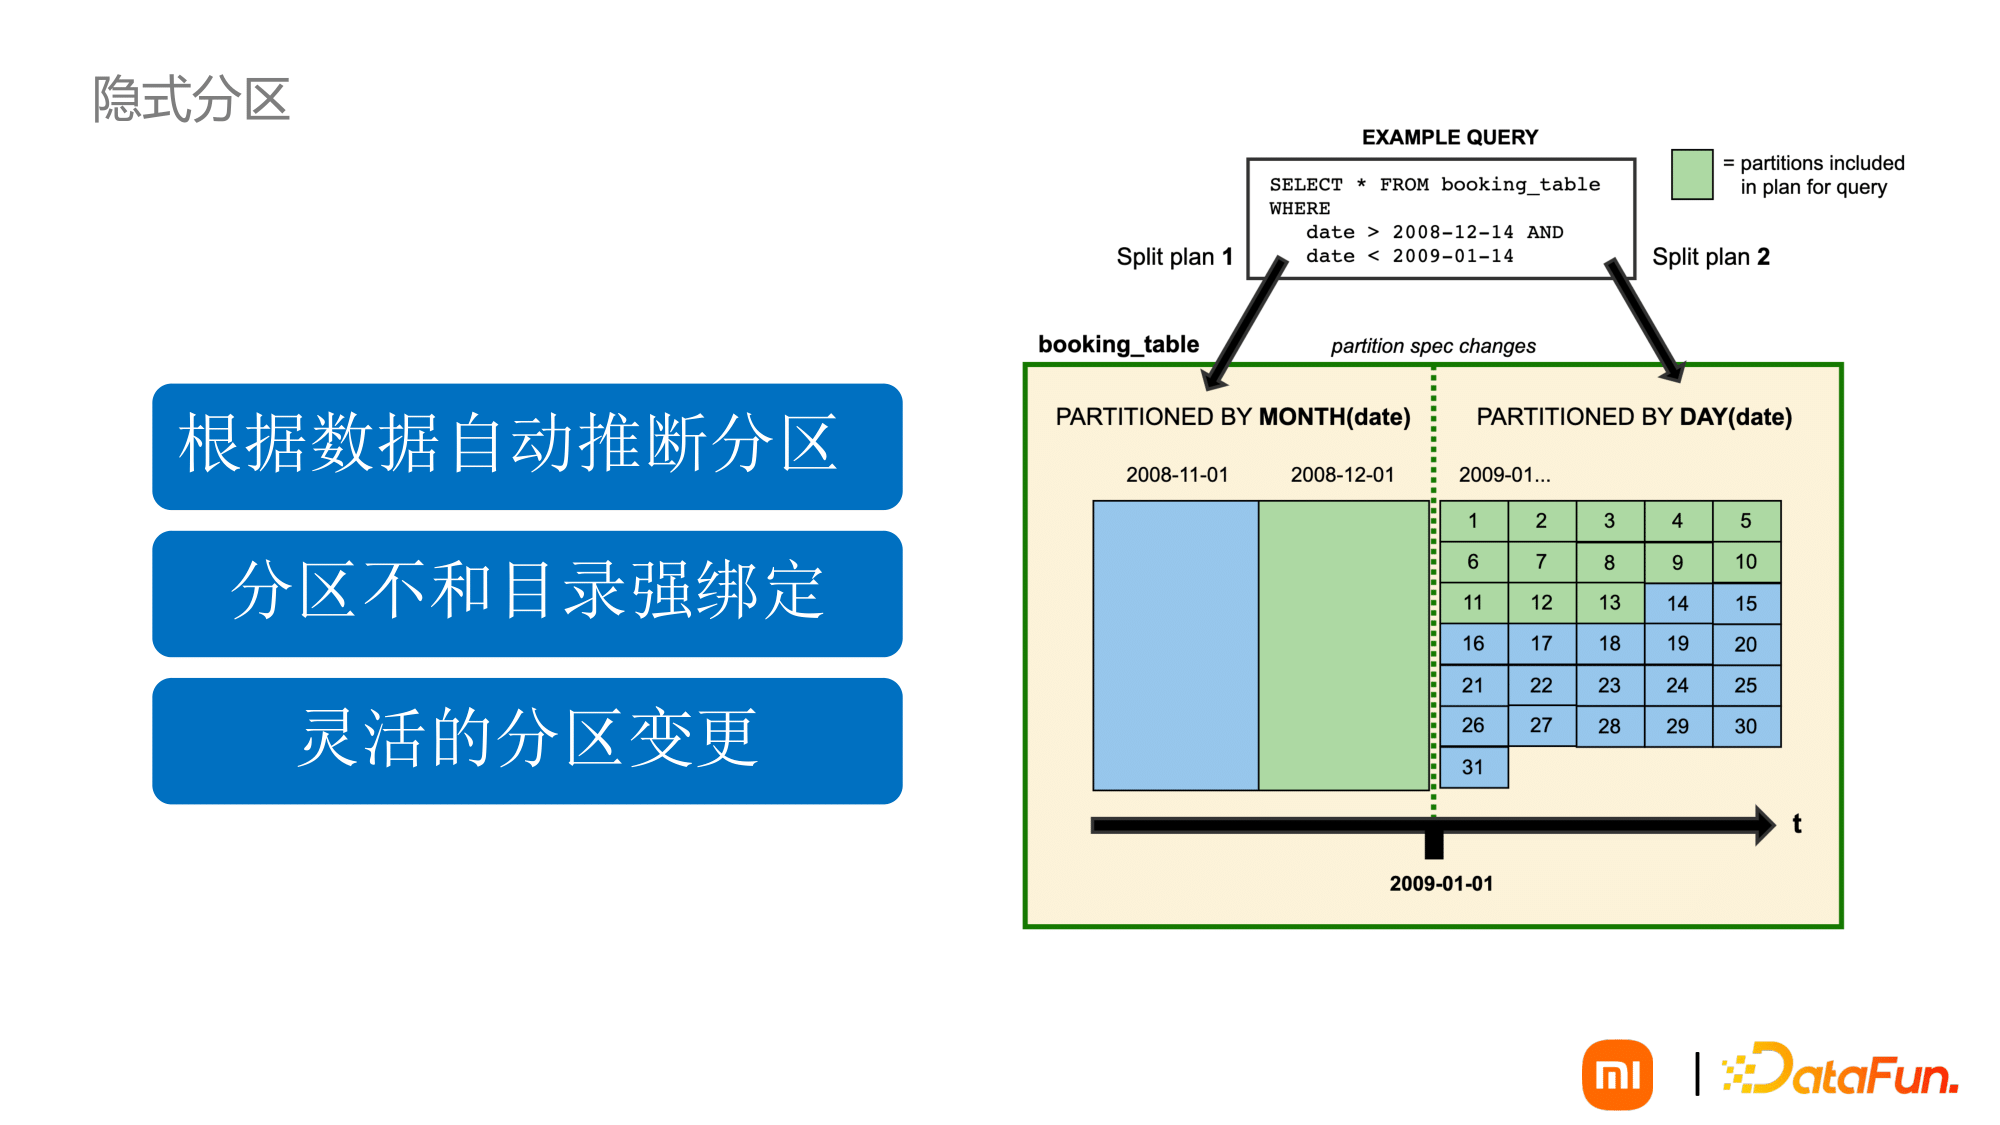 隐式分区
根据数据自动推断分区
分区不和目录强绑定
灵活的分区变更
EXAMPLE QUERY
SELECT * FROM booking_table
WHERE
date > 2008-12-14 AND
date < 2009-01-14
= partitions included
in plan for query
Split plan 1
Split plan 2
booking_table
partition spec changes
PARTITIONED BY MONTH(date)
PARTITIONED BY DAY(date)
2008-11-01
2008-12-01
2009-01...
1 2 3 4 5
6 7 8 9 10
11 12 13 14 15
16 17 18 19 20
21 22 23 24 25
26 27 28 29 30
31
t
2009-01-01
mi
DataFun.